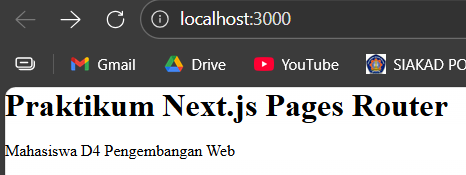 localhost:3000
Gmail
Drive
YouTube
SIAKAD PO
Praktikum Next.js Pages Router
Mahasiswa D4 Pengembangan Web